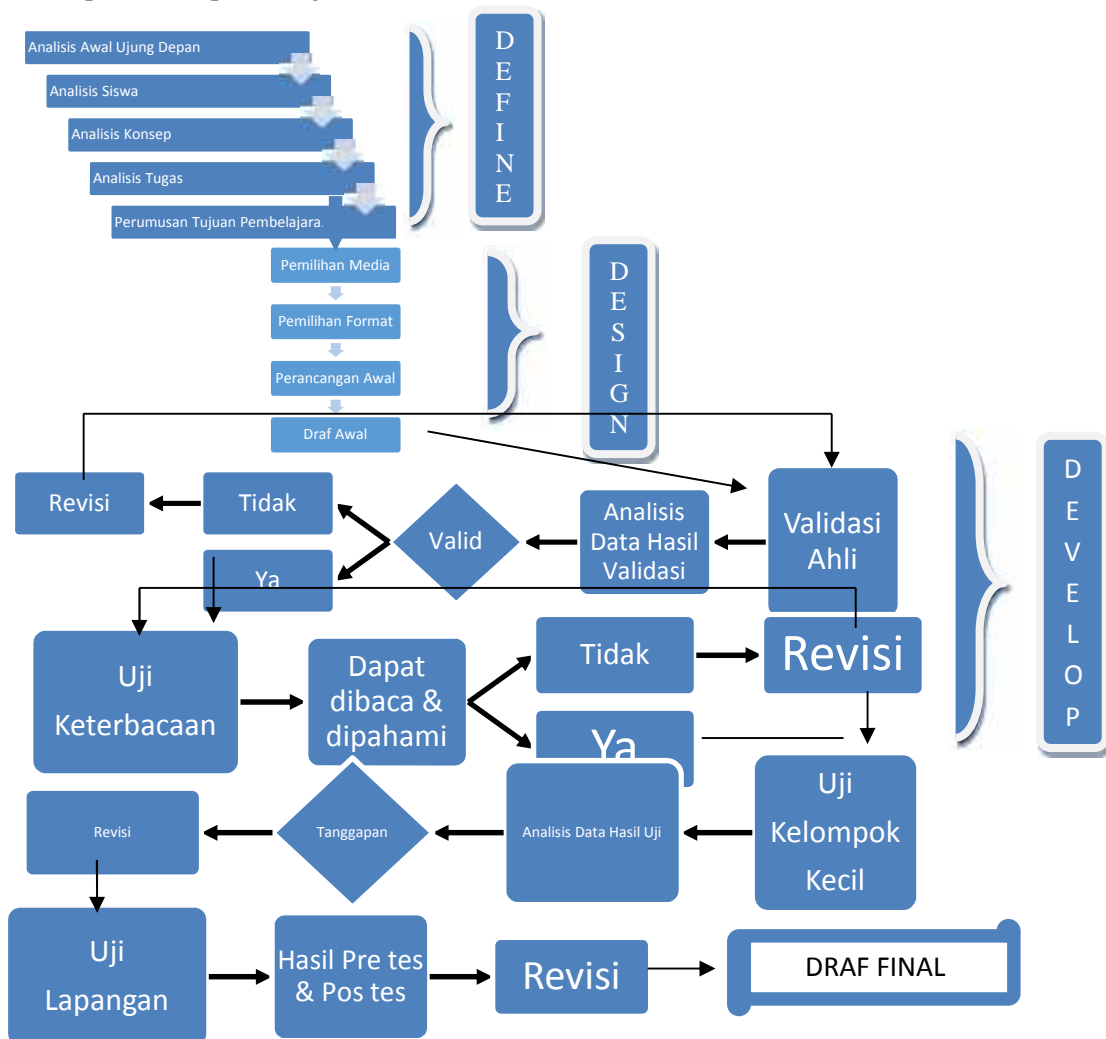 Analisis Awal Ujung Depan
Analisis Siswa
Analisis Konsep
Analisis Tugas
Perumusan Tujuan Pembelajara
D
E
F
I
N
E
Pemilihan Media
Pemilihan Format
Perancangan Awal
Draf Awal
D
E
S
I
G
N
Revisi
Tidak
Ya
Valid
Analisis
Data Hasil
Validasi
Validasi
Ahli
D
E
V
E
L
O
P
Uji
Keterbacaan
Dapat
dibaca &
dipahami
Tidak
Ya
Revisi
Revisi
Tanggapan
Analisis Data Hasil Uji
Uji
Kelompok
Kecil
Uji
Lapangan
Hasil Pre tes
& Pos tes
Revisi
DRAF FINAL